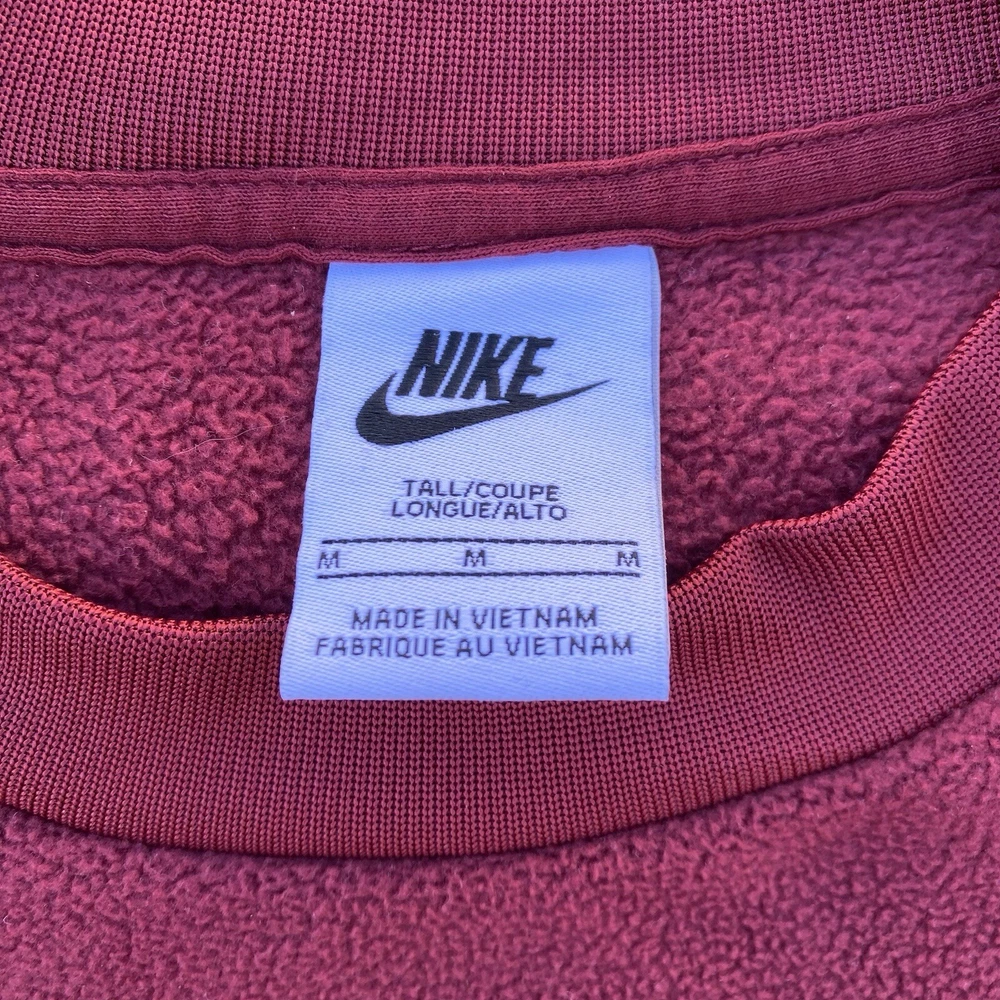 NIKE
TALL/COUPE
LONGUE/ALTO
M M M
MADE IN VIETNAM
FABRIQUE AU VIETNAM